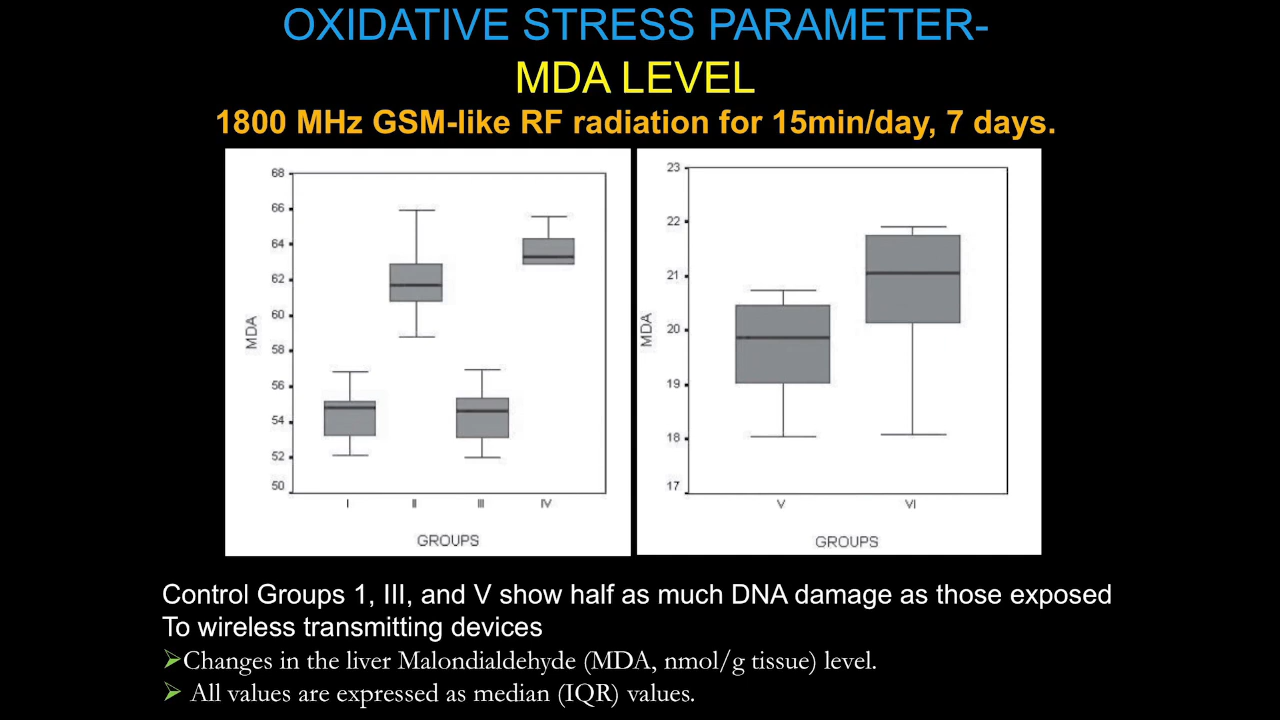 OXIDATIVE STRESS PARAMETER-
MDA LEVEL
1800 MHz GSM-like RF radiation for 15min/day, 7 days.
68
66
64
62
60
58
56
54
52
50
MDA
I
II
III
IV
GROUPS
23
22
21
20
19
18
17
MDA
V
VI
GROUPS
Control Groups 1, III, and V show half as much DNA damage as those exposed
To wireless transmitting devices
➢Changes in the liver Malondialdehyde (MDA, nmol/g tissue) level.
➢ All values are expressed as median (IQR) values.